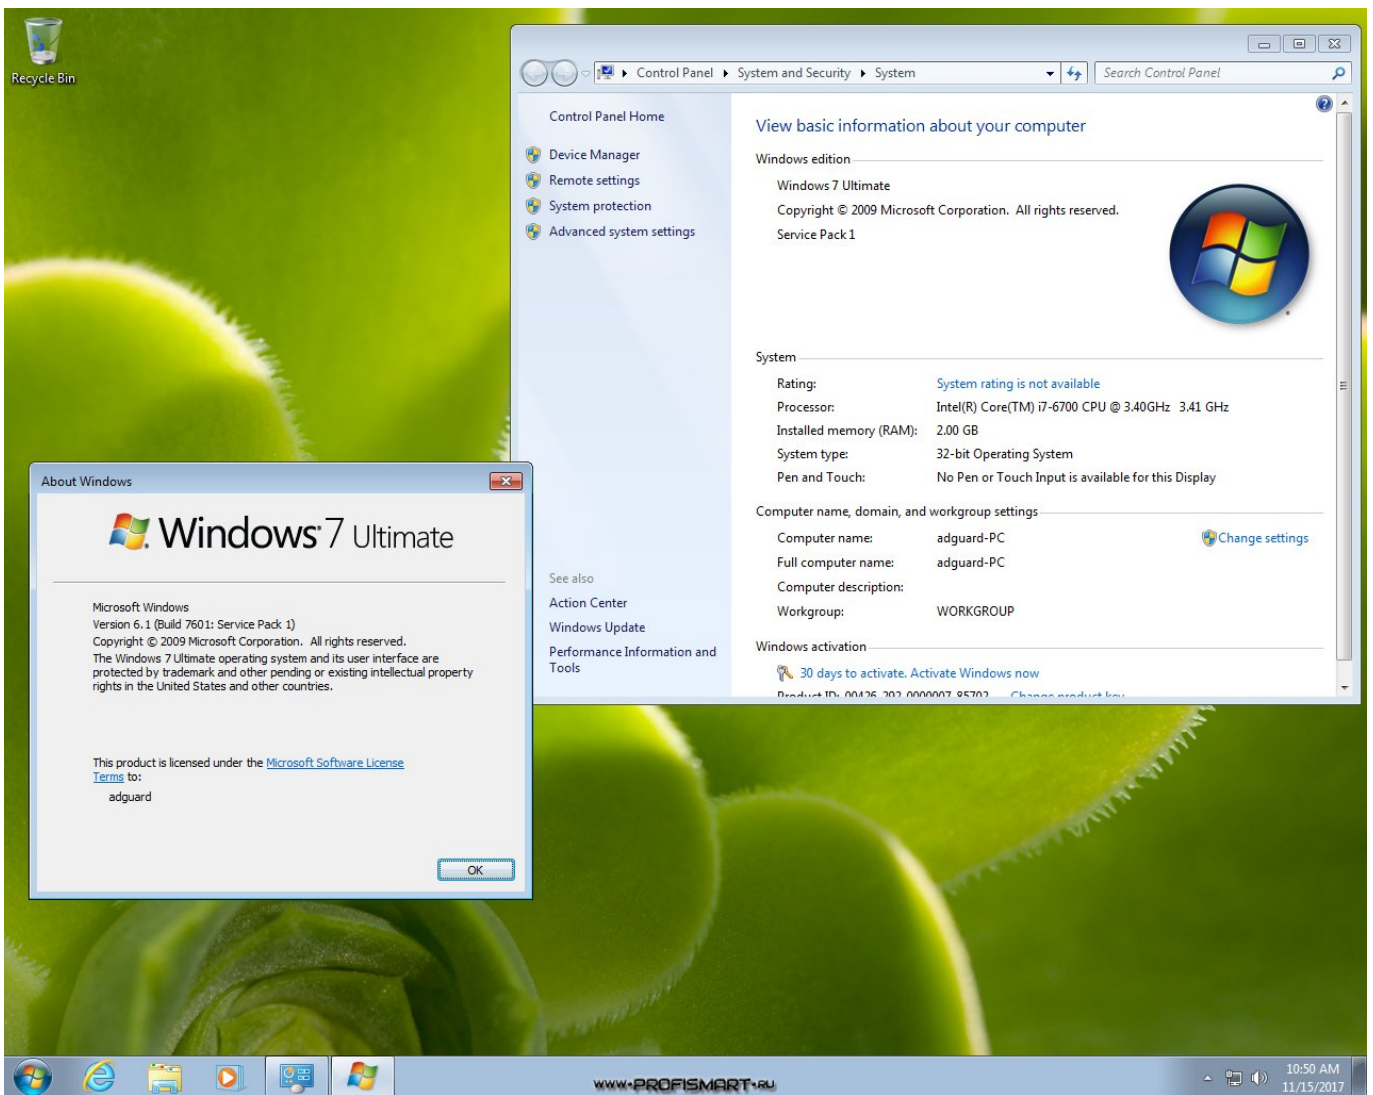 Recycle Bin
Control Panel
System and Security
System
Search Control Panel
Control Panel Home
Device Manager
Remote settings
System protection
Advanced system settings
See also
Action Center
Windows Update
Performance Information and
Tools
View basic information about your computer
Windows edition
Windows 7 Ultimate
Copyright © 2009 Microsoft Corporation. All rights reserved.
Service Pack 1
System
Rating: System rating is not available
Processor: Intel(R) Core(TM) i7-6700 CPU @ 3.40GHz 3.41 GHz
Installed memory (RAM): 2.00 GB
System type: 32-bit Operating System
Pen and Touch: No Pen or Touch Input is available for this Display
Computer name, domain, and workgroup settings
Computer name: adguard-PC Change settings
Full computer name: adguard-PC
Computer description:
Workgroup: WORKGROUP
Windows activation
30 days to activate. Activate Windows now
Product ID: 00426-292-0000007-85702 Change product key
About Windows
Windows 7 Ultimate
Microsoft Windows
Version 6.1 (Build 7601: Service Pack 1)
Copyright © 2009 Microsoft Corporation. All rights reserved.
The Windows 7 Ultimate operating system and its user interface are
protected by trademark and other pending or existing intellectual property
rights in the United States and other countries.
This product is licensed under the Microsoft Software License
Terms to:
adguard
OK
WWW•PROFISMART•RU
10:50 AM
11/15/2017